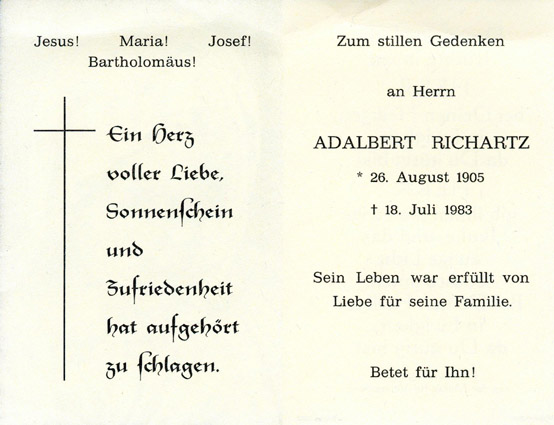 Jesus! Maria! Josef!
Bartholomäus!
Ein Herz
voller Liebe,
Sonnenschein
und
Zufriedenheit
hat aufgehört
zu schlagen.
Zum stillen Gedenken
an Herrn
ADALBERT RICHARTZ
* 26. August 1905
† 18. Juli 1983
Sein Leben war erfüllt von
Liebe für seine Familie.
Betet für Ihn!